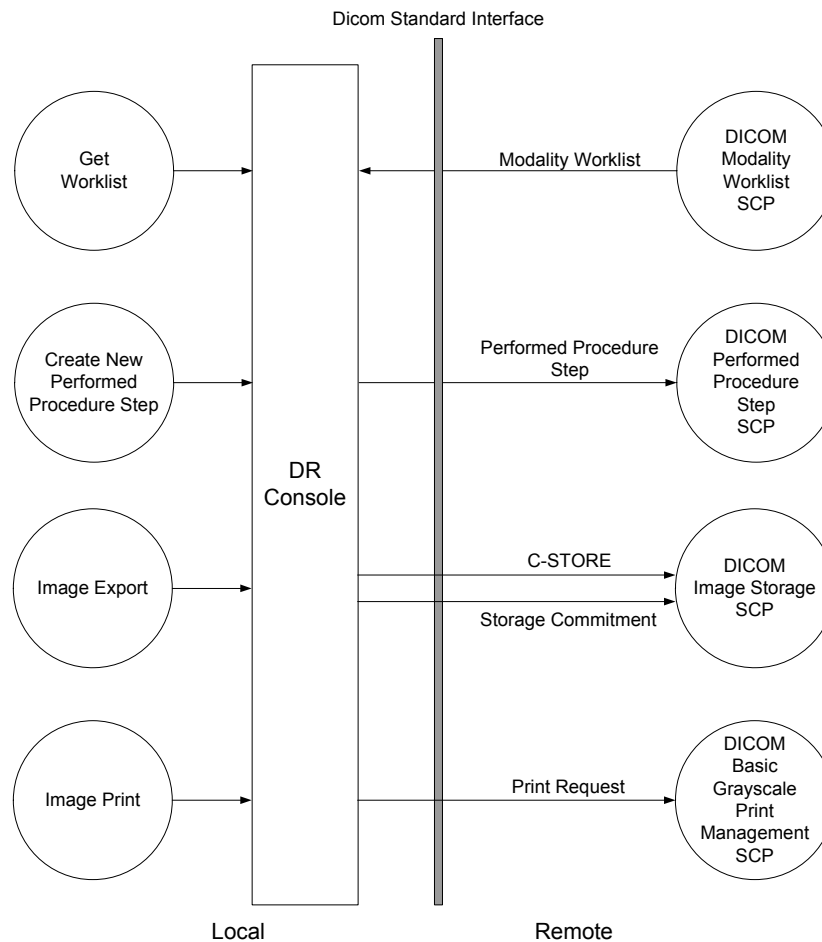 Dicom Standard Interface
Get
Worklist
Modality Worklist
DICOM
Modality
Worklist
SCP
Create New
Performed
Procedure Step
Performed Procedure
Step
DICOM
Performed
Procedure
Step
SCP
DR
Console
Image Export
C-STORE
Storage Commitment
DICOM
Image Storage
SCP
Image Print
Print Request
DICOM
Basic
Grayscale
Print
Management
SCP
Local
Remote